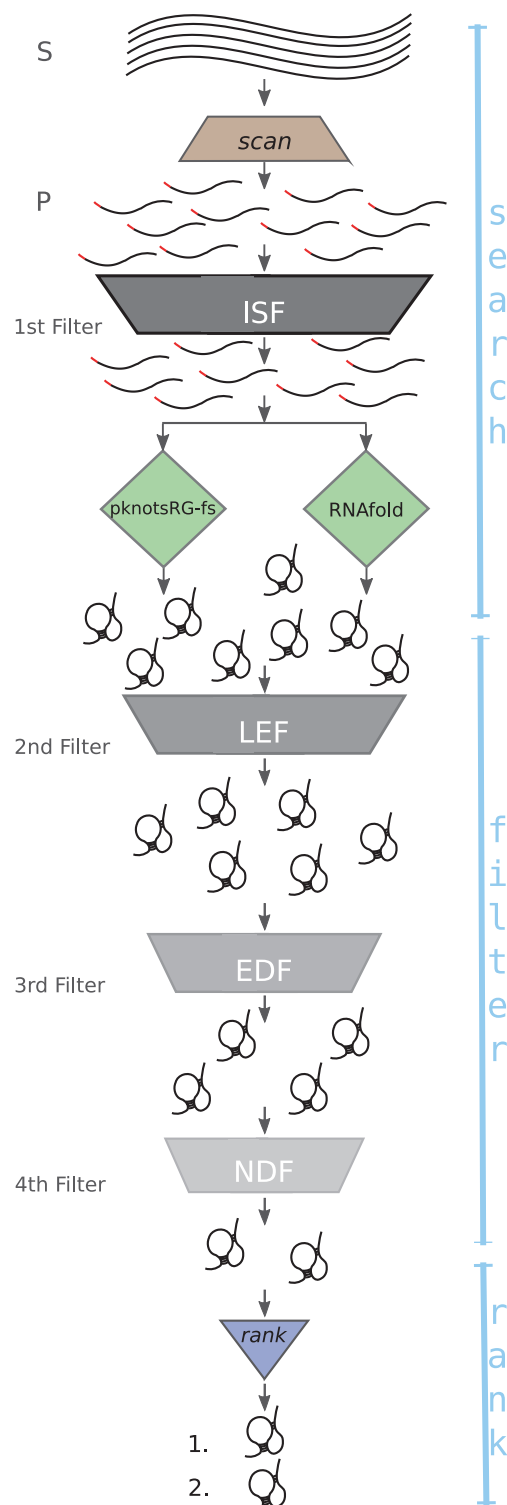 S
scan
P
ISF
1st Filter
search
pknotsRG-fs
RNAfold
LEF
2nd Filter
filter
EDF
3rd Filter
NDF
4th Filter
rank
rank
1.
2.